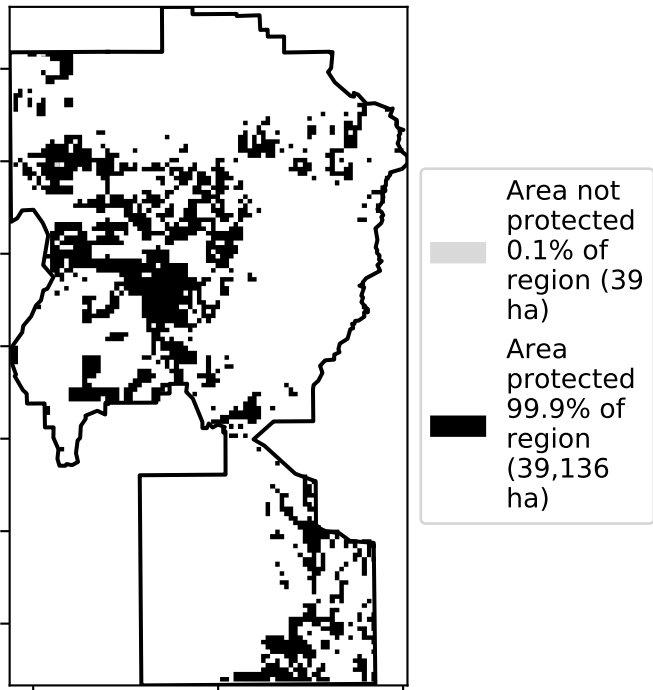 Area not
protected
0.1% of
region (39
ha)
Area
protected
99.9% of
region
(39,136
ha)